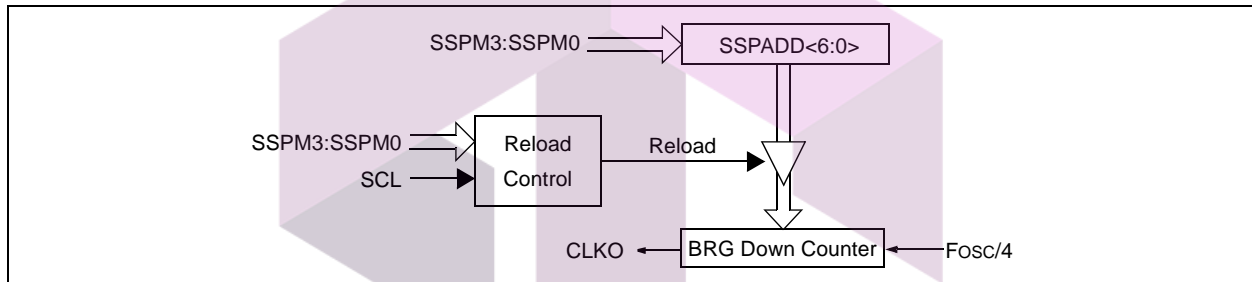 SSPM3:SSPM0
SSPADD<6:0>
SSPM3:SSPM0
SCL
Reload
Control
Reload
CLKO
BRG Down Counter
FOSC/4